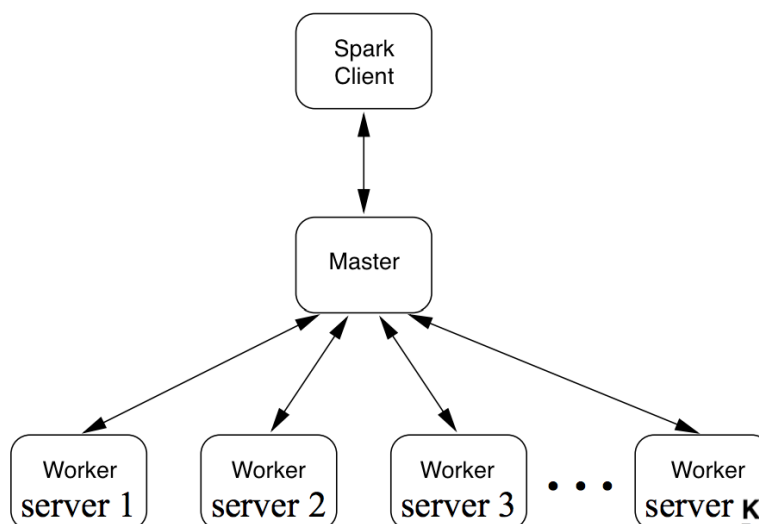 Spark
Client
Master
Worker
server 1
Worker
server 2
Worker
server 3
• • •
Worker
server K